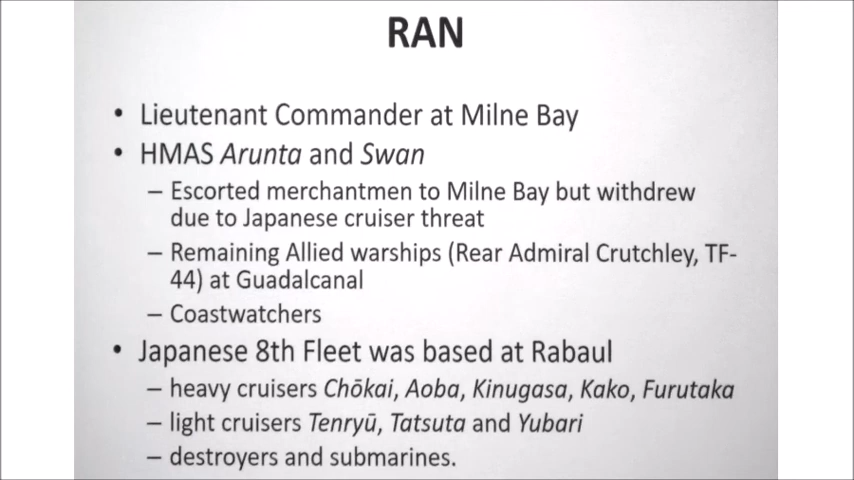 RAN
• Lieutenant Commander at Milne Bay
• HMAS Arunta and Swan
– Escorted merchantmen to Milne Bay but withdrew
due to Japanese cruiser threat
– Remaining Allied warships (Rear Admiral Crutchley, TF-
44) at Guadalcanal
– Coastwatchers
• Japanese 8th Fleet was based at Rabaul
– heavy cruisers Chōkai, Aoba, Kinugasa, Kako, Furutaka
– light cruisers Tenryū, Tatsuta and Yubari
– destroyers and submarines.